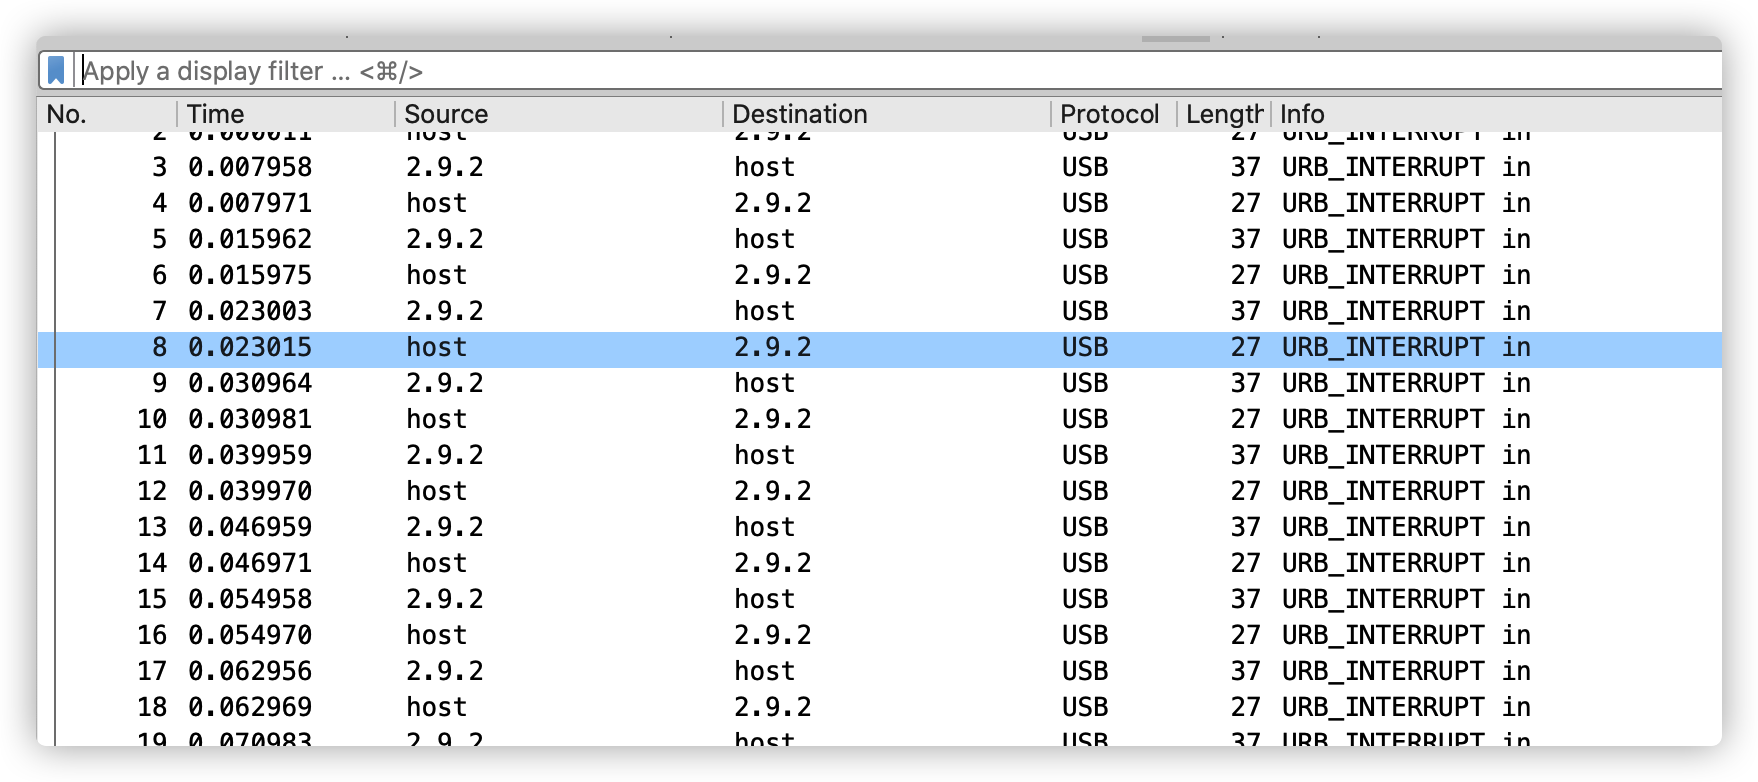 Apply a display filter ... <⌘/>
No. Time Source Destination Protocol Length Info
2 0.000011 host 2.9.2 USB 27 URB_INTERRUPT in
3 0.007958 2.9.2 host USB 37 URB_INTERRUPT in
4 0.007971 host 2.9.2 USB 27 URB_INTERRUPT in
5 0.015962 2.9.2 host USB 37 URB_INTERRUPT in
6 0.015975 host 2.9.2 USB 27 URB_INTERRUPT in
7 0.023003 2.9.2 host USB 37 URB_INTERRUPT in
8 0.023015 host 2.9.2 USB 27 URB_INTERRUPT in
9 0.030964 2.9.2 host USB 37 URB_INTERRUPT in
10 0.030981 host 2.9.2 USB 27 URB_INTERRUPT in
11 0.039959 2.9.2 host USB 37 URB_INTERRUPT in
12 0.039970 host 2.9.2 USB 27 URB_INTERRUPT in
13 0.046959 2.9.2 host USB 37 URB_INTERRUPT in
14 0.046971 host 2.9.2 USB 27 URB_INTERRUPT in
15 0.054958 2.9.2 host USB 37 URB_INTERRUPT in
16 0.054970 host 2.9.2 USB 27 URB_INTERRUPT in
17 0.062956 2.9.2 host USB 37 URB_INTERRUPT in
18 0.062969 host 2.9.2 USB 27 URB_INTERRUPT in
19 0.070983 2.9.2 host USB 37 URB_INTERRUPT in